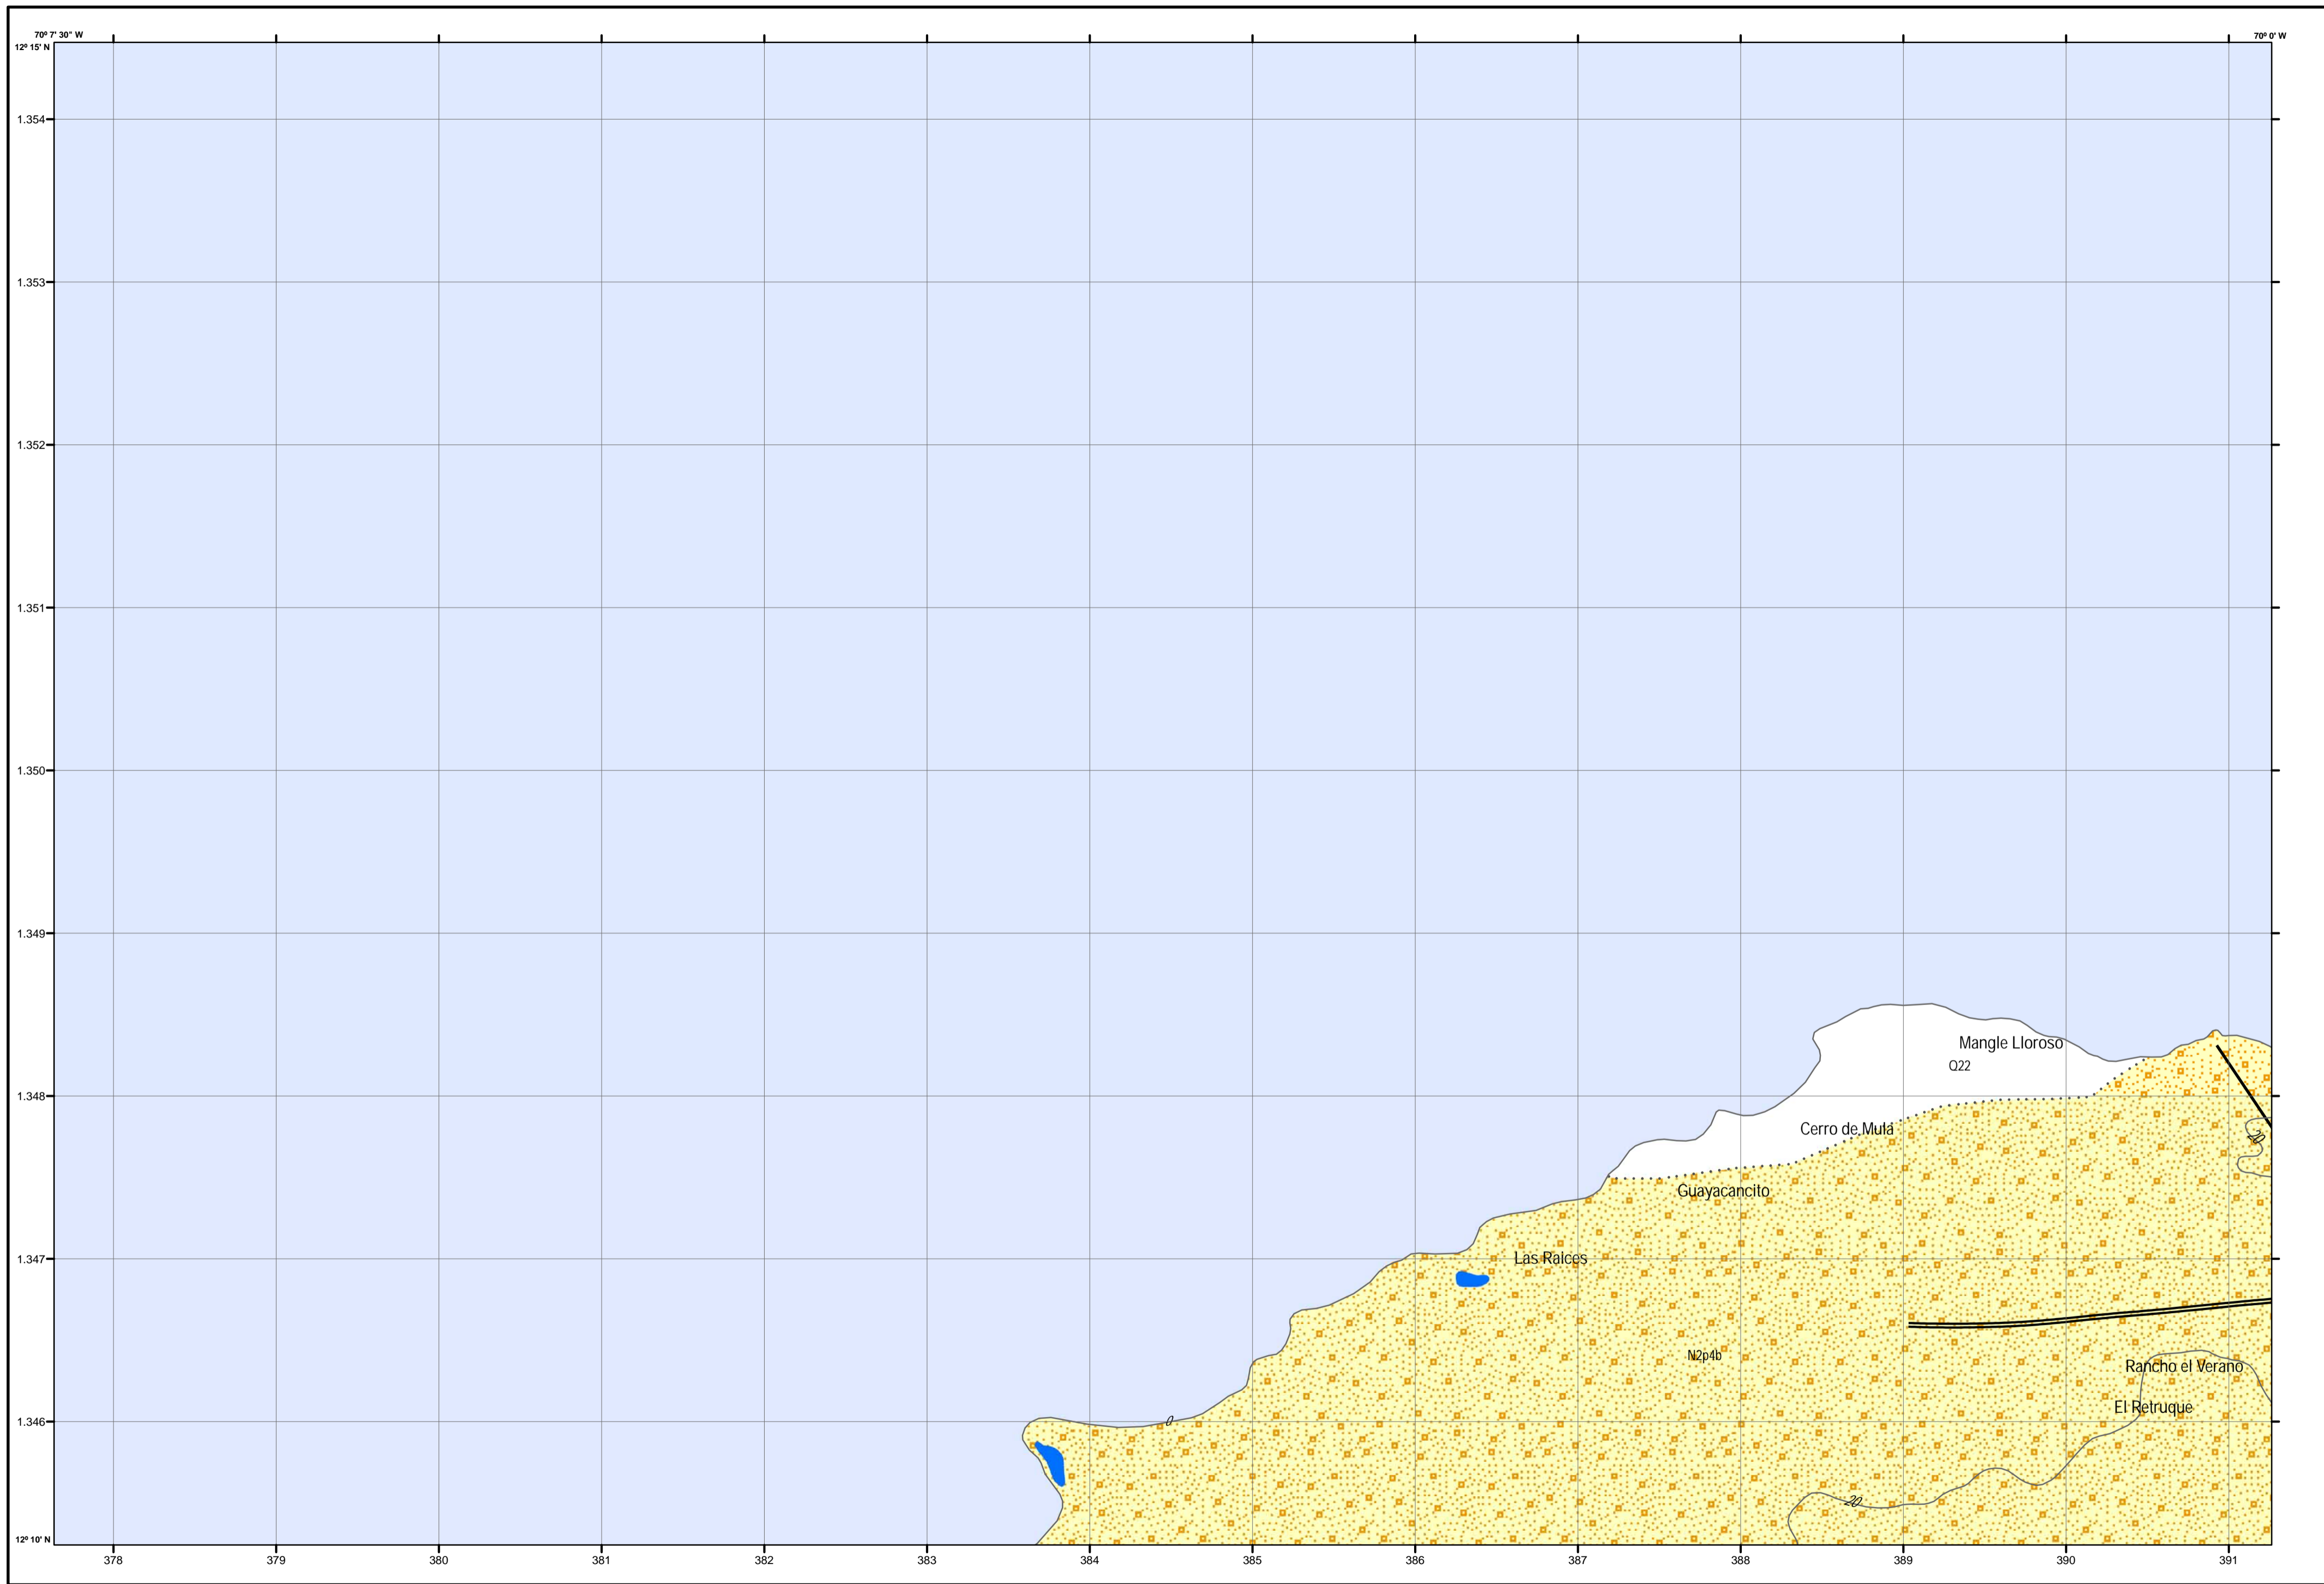 70º 7' 30" W
70º 0' W
12º 15' N
1.354
1.353
1.352
1.351
1.350
1.349
Mangle Lloroso
Q22
1.348
Cerro de Mula
20
Guayacancito
1.347
Las Raices
N2p4b
Rancho el Verano
El Retruque
1.346
0
20
12º 10' N
378
379
380
381
382
383
384
385
386
387
388
389
390
391